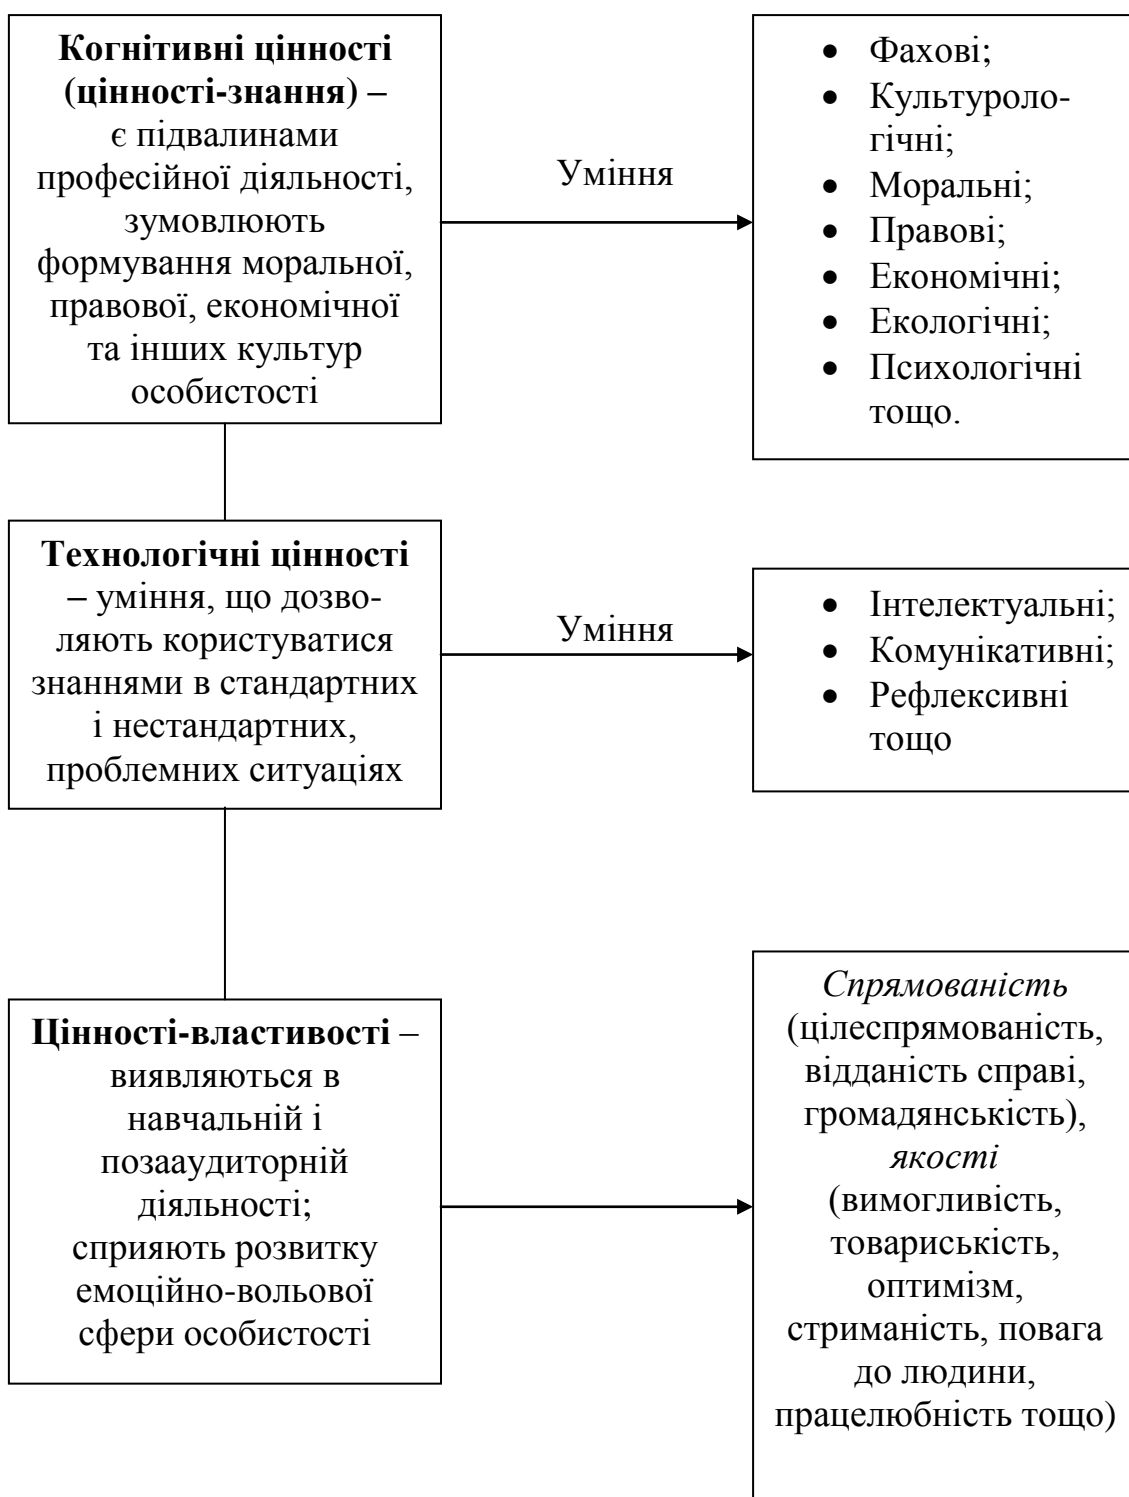 Когнітивні цінності
(цінності-знання) –
є підвалинами
професійної діяльності,
зумовлюють
формування моральної,
правової, економічної
та інших культур
особистості
Уміння
• Фахові;
• Культуроло-
гічні;
• Моральні;
• Правові;
• Економічні;
• Екологічні;
• Психологічні
тощо.
Технологічні цінності
– уміння, що дозво-
ляють користуватися
знаннями в стандартних
і нестандартних,
проблемних ситуаціях
Уміння
• Інтелектуальні;
• Комунікативні;
• Рефлексивні
тощо
Цінності-властивості –
виявляються в
навчальній і
позааудиторній
діяльності;
сприяють розвитку
емоційно-вольової
сфери особистості
Спрямованість
(цілеспрямованість,
відданість справі,
громадянськість),
якості
(вимогливість,
товариськість,
оптимізм,
стриманість, повага
до людини,
працелюбність тощо)